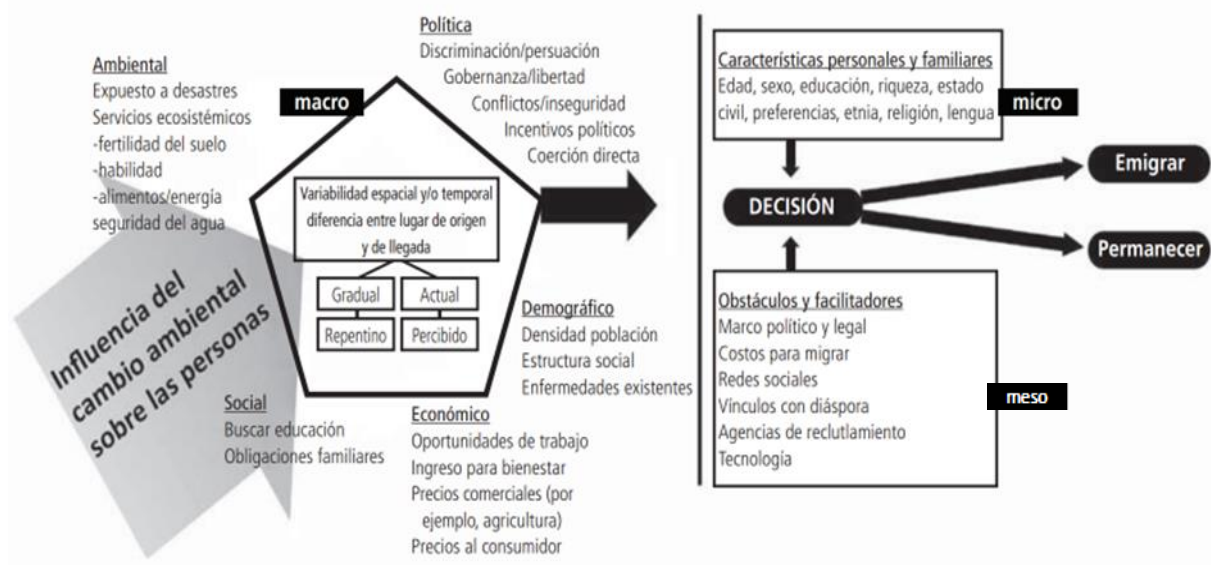 Política
Discriminación/persuación
Gobernanza/libertad
Conflictos/inseguridad
Incentivos políticos
Coerción directa
Ambiental
Expuesto a desastres
Servicios ecosistémicos
-fertilidad del suelo
-habilidad
-alimentos/energía
seguridad del agua
macro
Variabilidad espacial y/o temporal
diferencia entre lugar de origen
y de llegada
Gradual
Actual
Repentino
Percibido
Influencia del
cambio ambiental
sobre las personas
Social
Buscar educación
Obligaciones familiares
Demográfico
Densidad población
Estructura social
Enfermedades existentes
Económico
Oportunidades de trabajo
Ingreso para bienestar
Precios comerciales (por
ejemplo, agricultura)
Precios al consumidor
Características personales y familiares
Edad, sexo, educación, riqueza, estado
civil, preferencias, etnia, religión, lengua
micro
DECISIÓN
Emigrar
Permanecer
Obstáculos y facilitadores
Marco político y legal
Costos para migrar
Redes sociales
Vínculos con diáspora
Agencias de reclutlamiento
Tecnología
meso